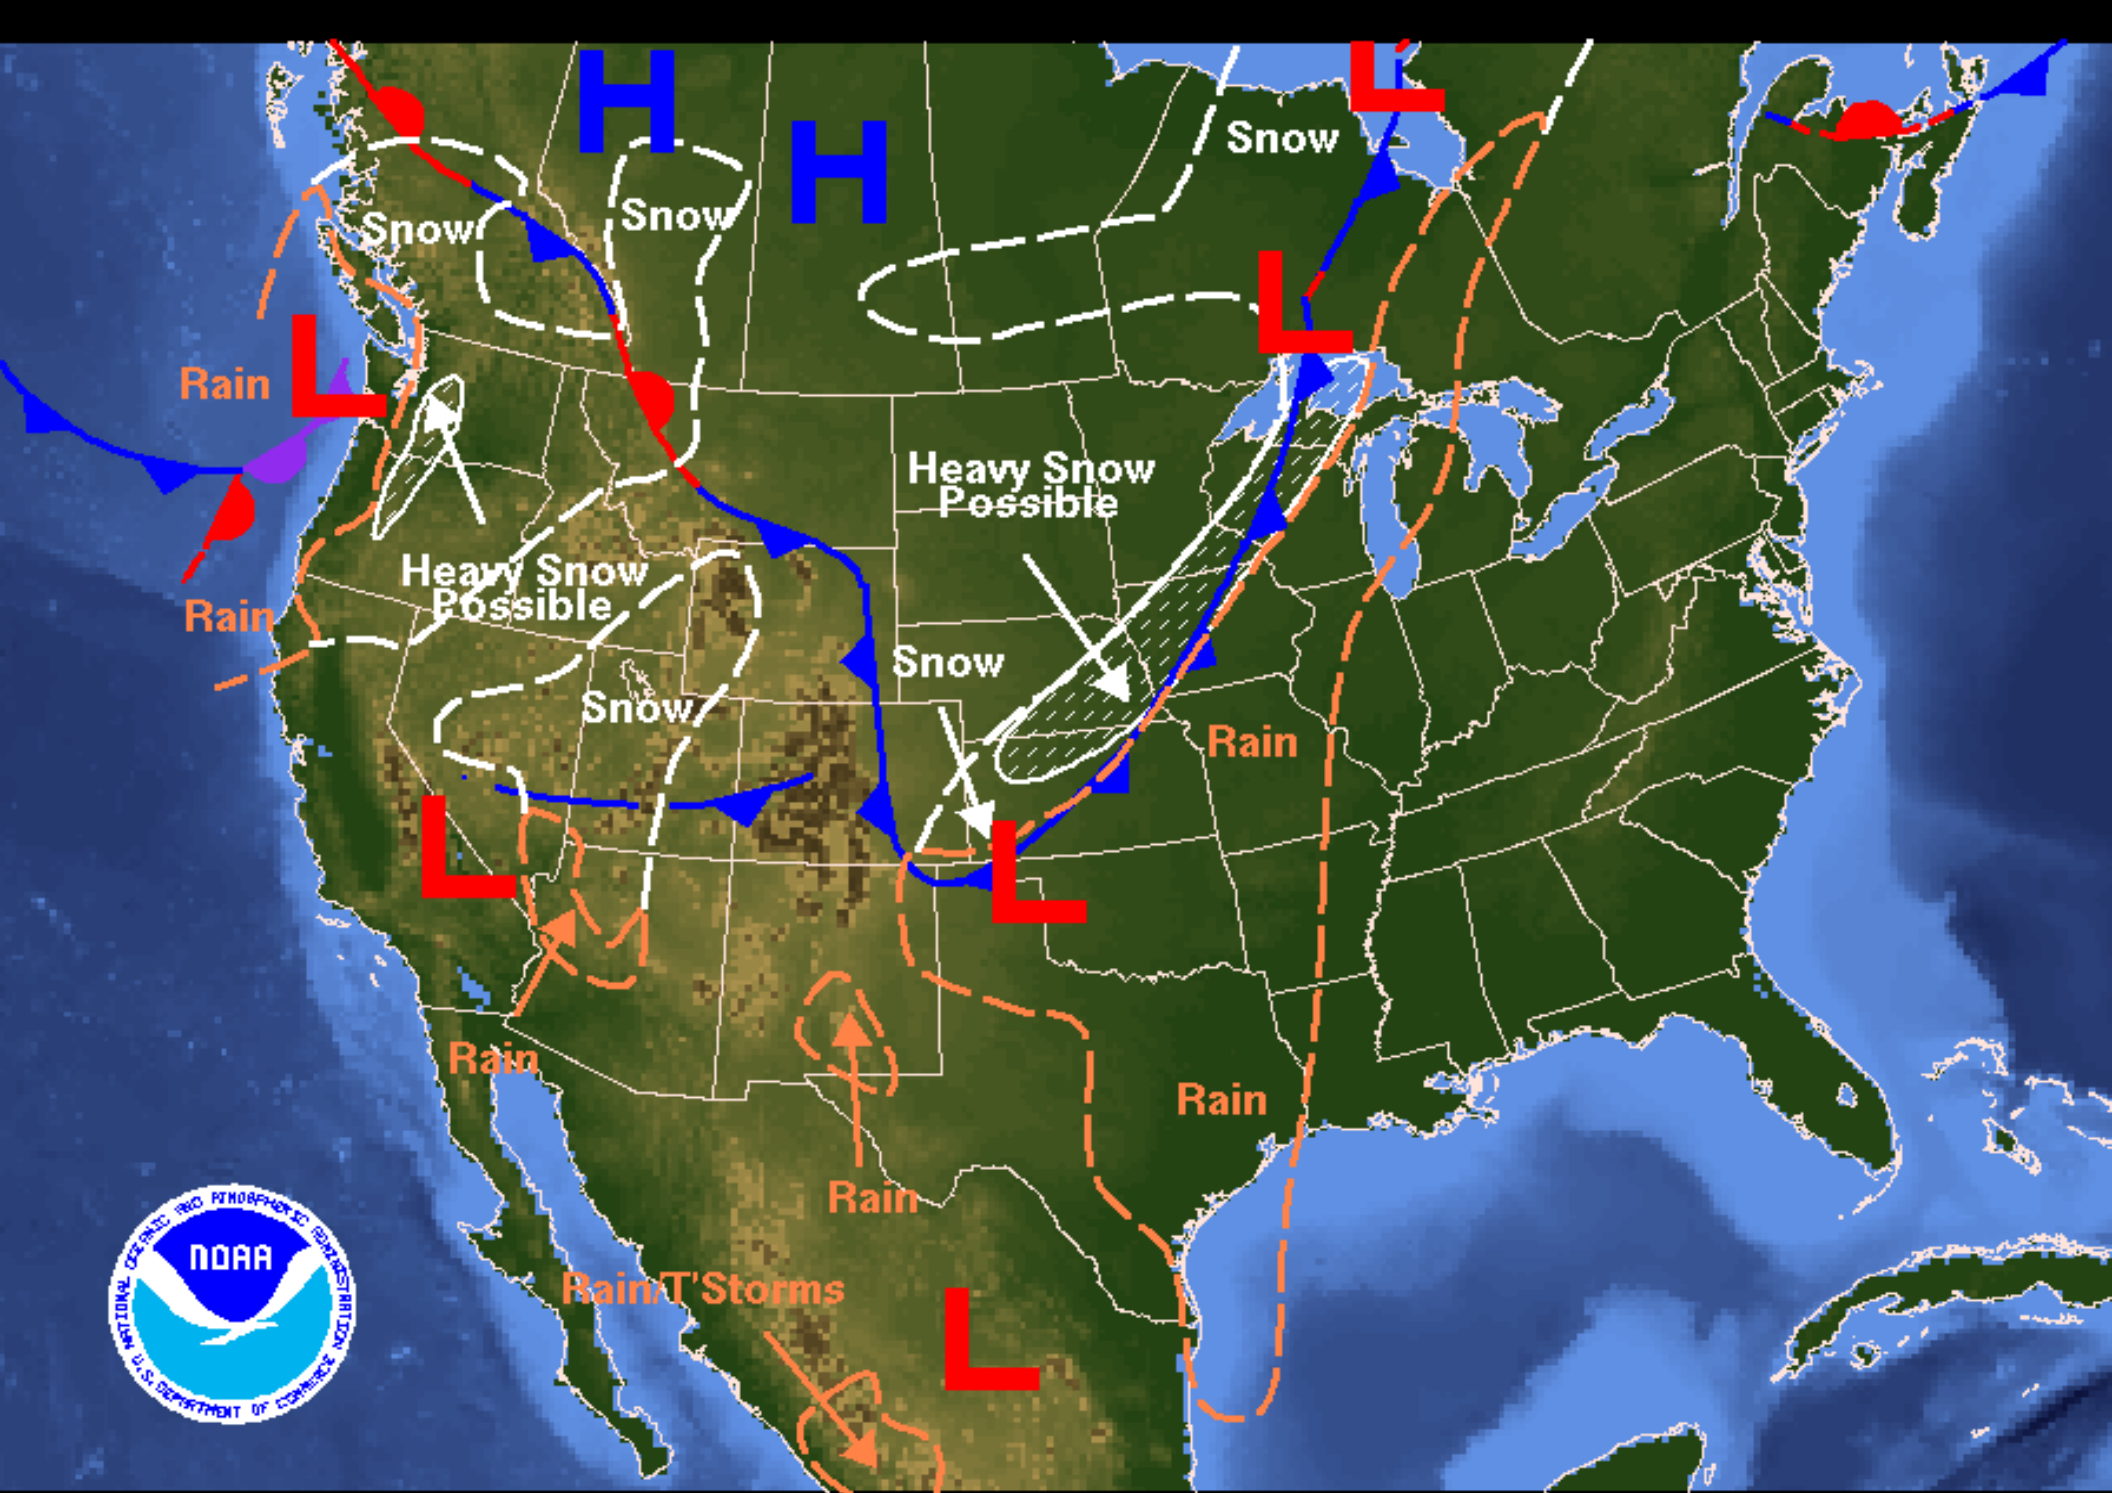 L
H
H
Snow
Snow
Snow
L
L
Rain
Heavy Snow
Possible
Heavy Snow
Possible
Rain
Snow
Snow
Rain
L
L
Rain
Rain
Rain
Rain/T'Storms
L
NOAA
NATIONAL OCEANIC AND ATMOSPHERIC ADMINISTRATION
U.S. DEPARTMENT OF COMMERCE